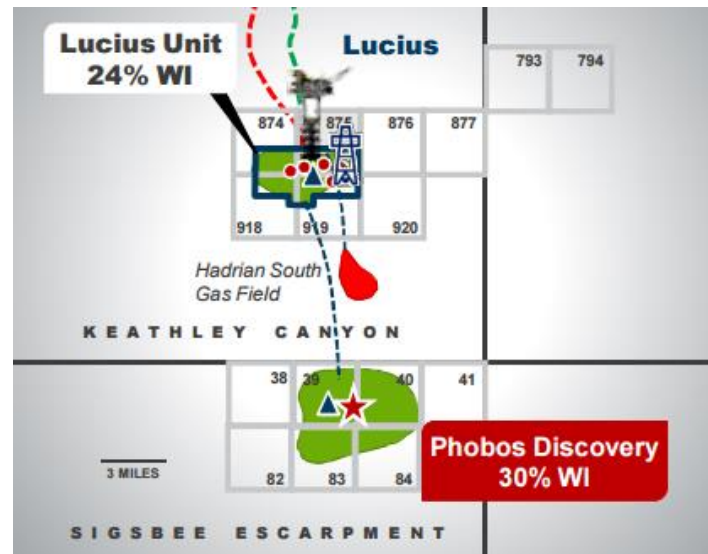 Lucius Unit
24% WI
Lucius
793 794
874 875 876 877
918 919 920
Hadrian South
Gas Field
KEATHLEY CANYON
38 39 40 41
Phobos Discovery
30% WI
3 MILES
82 83 84
SIGSBEE ESCARPMENT